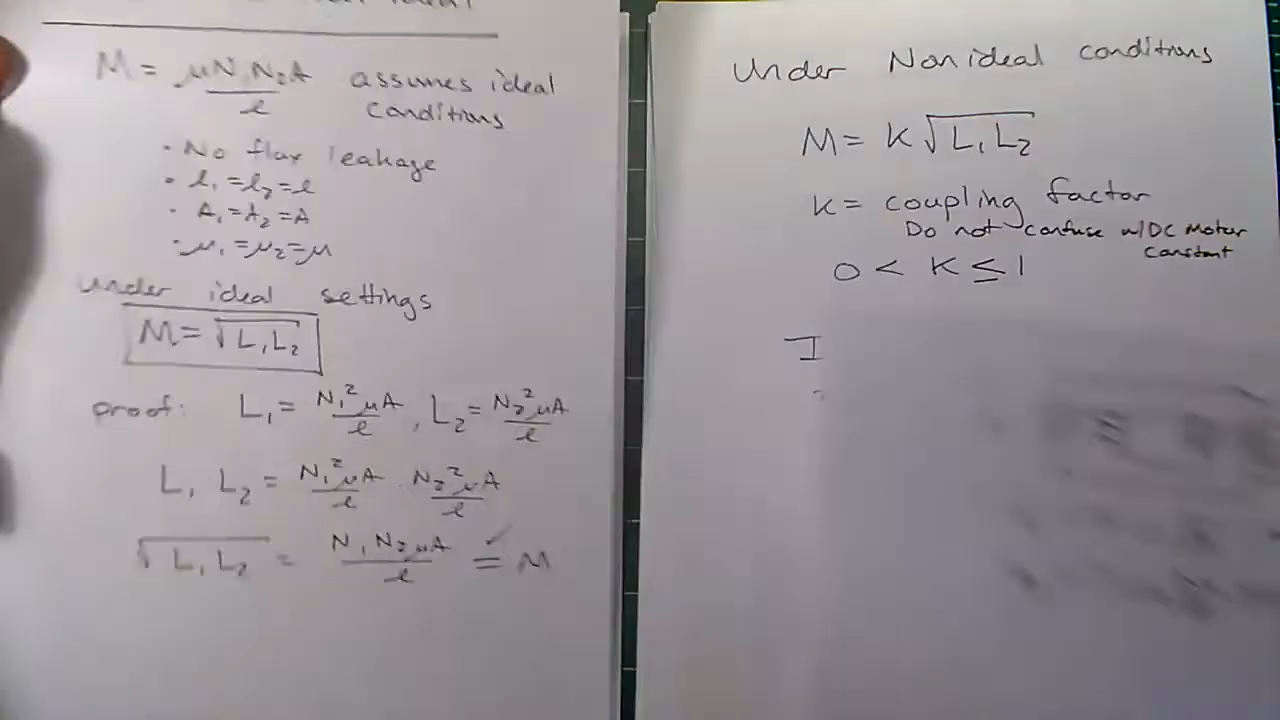 M = μN₁N₂A / l assumes ideal
conditions
· No flux leakage
· l₁ = l₂ = l
· A₁ = A₂ = A
· μ₁ = μ₂ = μ
Under ideal settings
M = √L₁L₂
proof: L₁ = N₁²μA / l , L₂ = N₂²μA / l
L₁ L₂ = N₁²μA / l · N₂²μA / l
√L₁L₂ = N₁N₂μA / l = M
Under Nonideal conditions
M = K√L₁L₂
K = coupling factor
Do not confuse w/DC Motor
Constant
0 < K ≤ 1
I